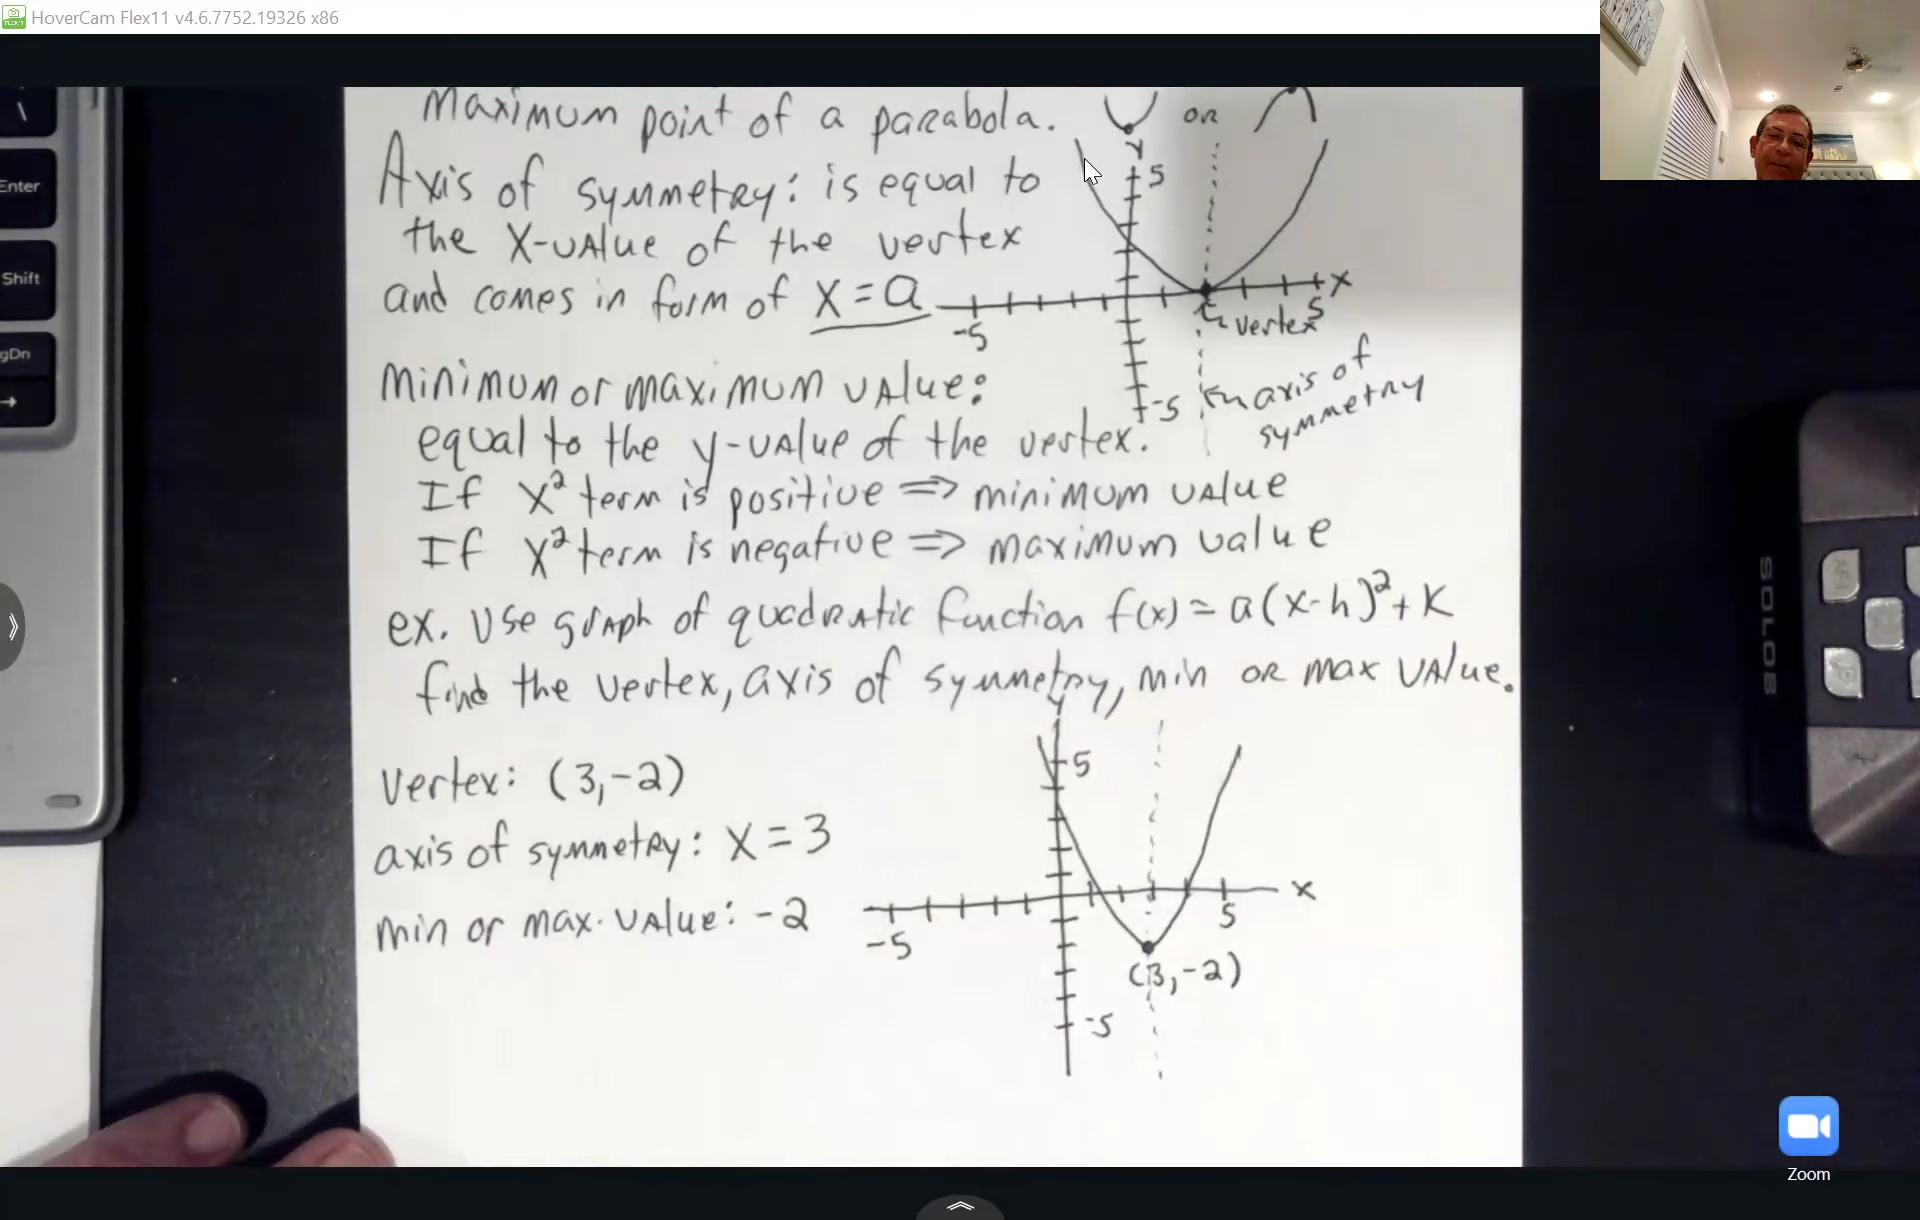 HoverCam Flex11 v4.6.7752.19326 x86
Maximum point of a parabola. OR
Axis of symmetry: is equal to
the X-value of the vertex
and comes in form of X = a
Y
5
X
5
-5
-5
vertex
axis of
symmetry
Minimum or maximum value:
equal to the y-value of the vertex.
If X² term is positive ⇒ minimum value
If X² term is negative ⇒ maximum value
ex. Use graph of quadratic function f(x) = a(x-h)² + K
find the vertex, axis of symmetry, min or max value.
Vertex: (3,-2)
axis of symmetry: X = 3
min or max. value: -2
Y
5
x
5
-5
(3,-2)
-5
\
Enter
Shift
gDn
→
SOLO8
Zoom